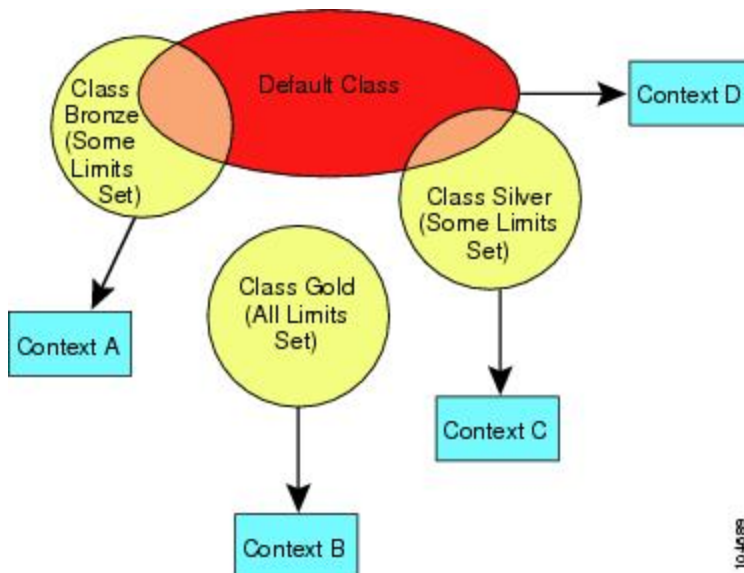 Default Class
Class
Bronze
(Some
Limits
Set)
Context D
Class Silver
(Some Limits
Set)
Class Gold
(All Limits
Set)
Context A
Context C
Context B